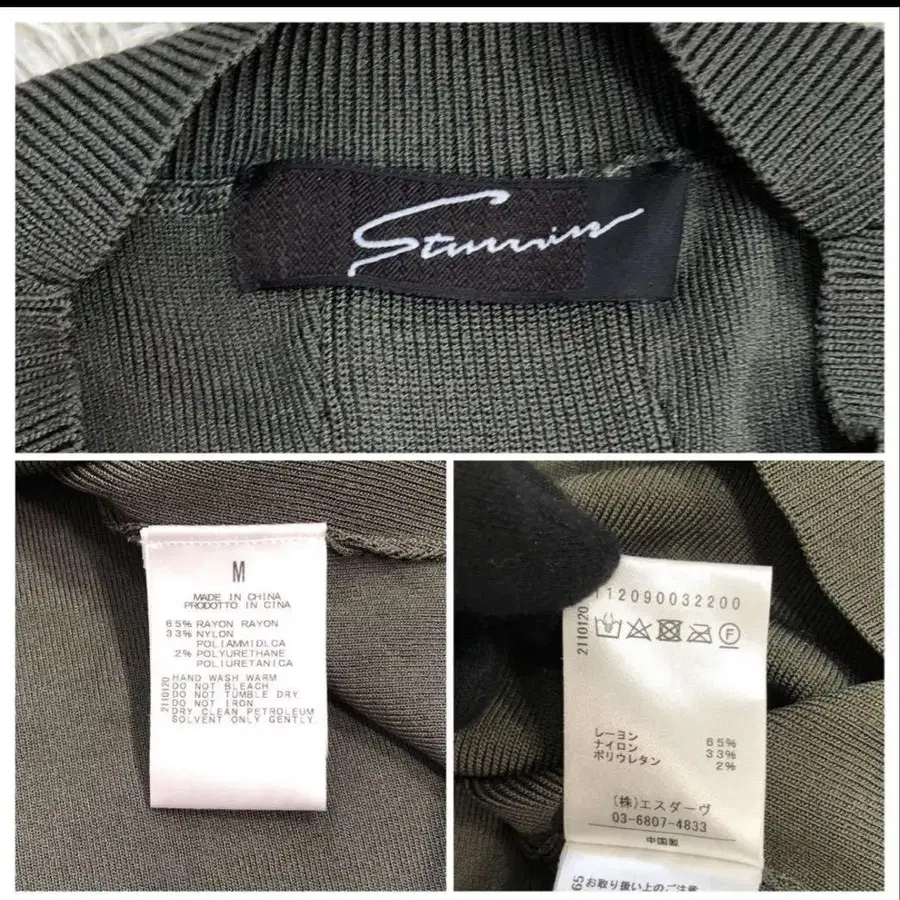 Stunning
M
MADE IN CHINA
PRODOTTO IN CINA
65% RAYON RAYON
33% NYLON
POLIAMMIDLCA
2% POLYURETHANE
POLIURETANICA
2110120
HAND WASH WARM
DO NOT BLEACH
DO NOT TUMBLE DRY
DO NOT IRON
DRY CLEAN PETROLEUM
SOLVENT ONLY GENTLY.
112090032200
2110120
F
レーヨン 65%
ナイロン 33%
ポリウレタン 2%
(株)エスダーヴ
03-6807-4833
中国製
65
お取り扱い上のご注意